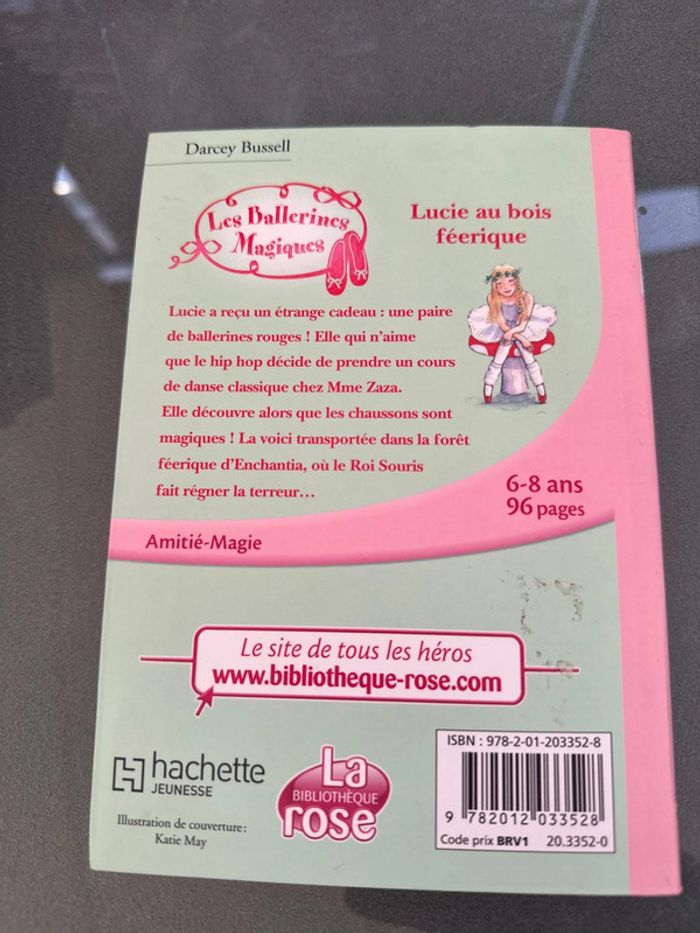 Darcey Bussell
Les Ballerines
Magiques
Lucie au bois
féerique
Lucie a reçu un étrange cadeau : une paire
de ballerines rouges ! Elle qui n'aime
que le hip hop décide de prendre un cours
de danse classique chez Mme Zaza.
Elle découvre alors que les chaussons sont
magiques ! La voici transportée dans la forêt
féerique d'Enchantia, où le Roi Souris
fait régner la terreur…
6-8 ans
96 pages
Amitié-Magie
Le site de tous les héros
www.bibliotheque-rose.com
hachette
JEUNESSE
La
BIBLIOTHÈQUE
rose
Illustration de couverture :
Katie May
ISBN : 978-2-01-203352-8
9 782012 033528
Code prix BRV1 20.3352-0